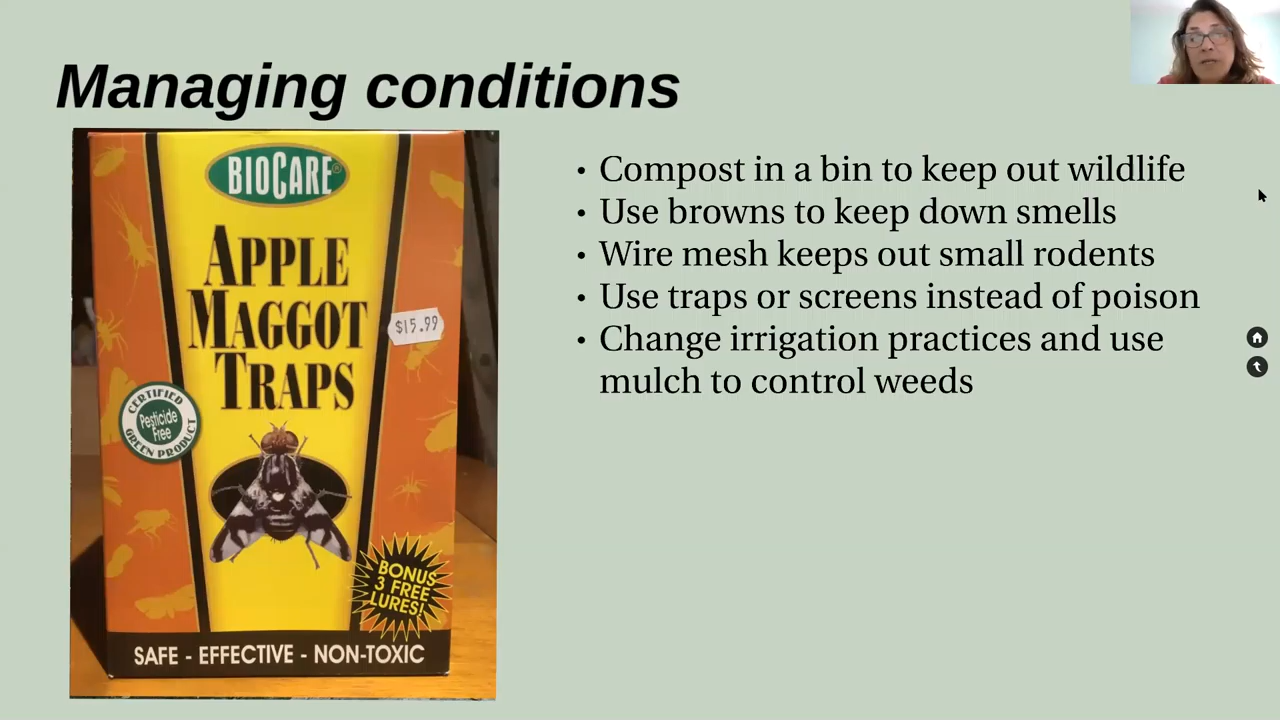 Managing conditions
BIOCARE®
APPLE
MAGGOT
TRAPS
$15.99
CERTIFIED
Pesticide
Free
GREEN PRODUCT
BONUS
3 FREE
LURES!
SAFE - EFFECTIVE - NON-TOXIC
• Compost in a bin to keep out wildlife
• Use browns to keep down smells
• Wire mesh keeps out small rodents
• Use traps or screens instead of poison
• Change irrigation practices and use
mulch to control weeds